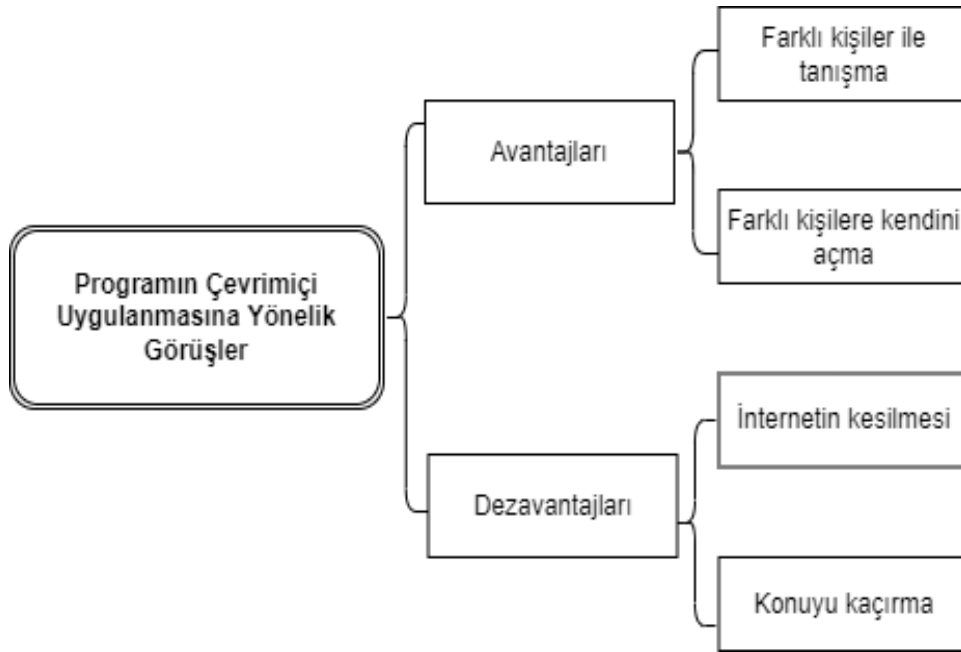 Programın Çevrimiçi
Uygulanmasına Yönelik
Görüşler
Avantajları
Farklı kişiler ile
tanışma
Farklı kişilere kendini
açma
Dezavantajları
İnternetin kesilmesi
Konuyu kaçırma